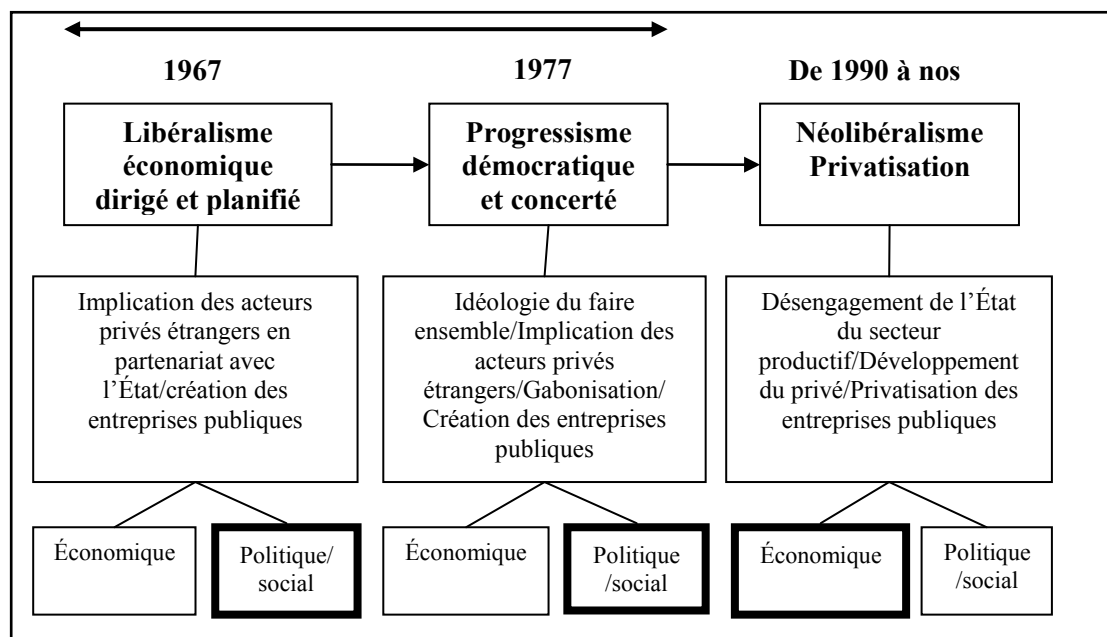 1967
1977
De 1990 à nos
Libéralisme
économique
dirigé et planifié
Progressisme
démocratique
et concerté
Néolibéralisme
Privatisation
Implication des acteurs
privés étrangers en
partenariat avec
l’État/création des
entreprises publiques
Idéologie du faire
ensemble/Implication des
acteurs privés
étrangers/Gabonisation/
Création des entreprises
publiques
Désengagement de l’État
du secteur
productif/Développement
du privé/Privatisation des
entreprises publiques
Économique
Politique/
social
Économique
Politique
/social
Économique
Politique
/social